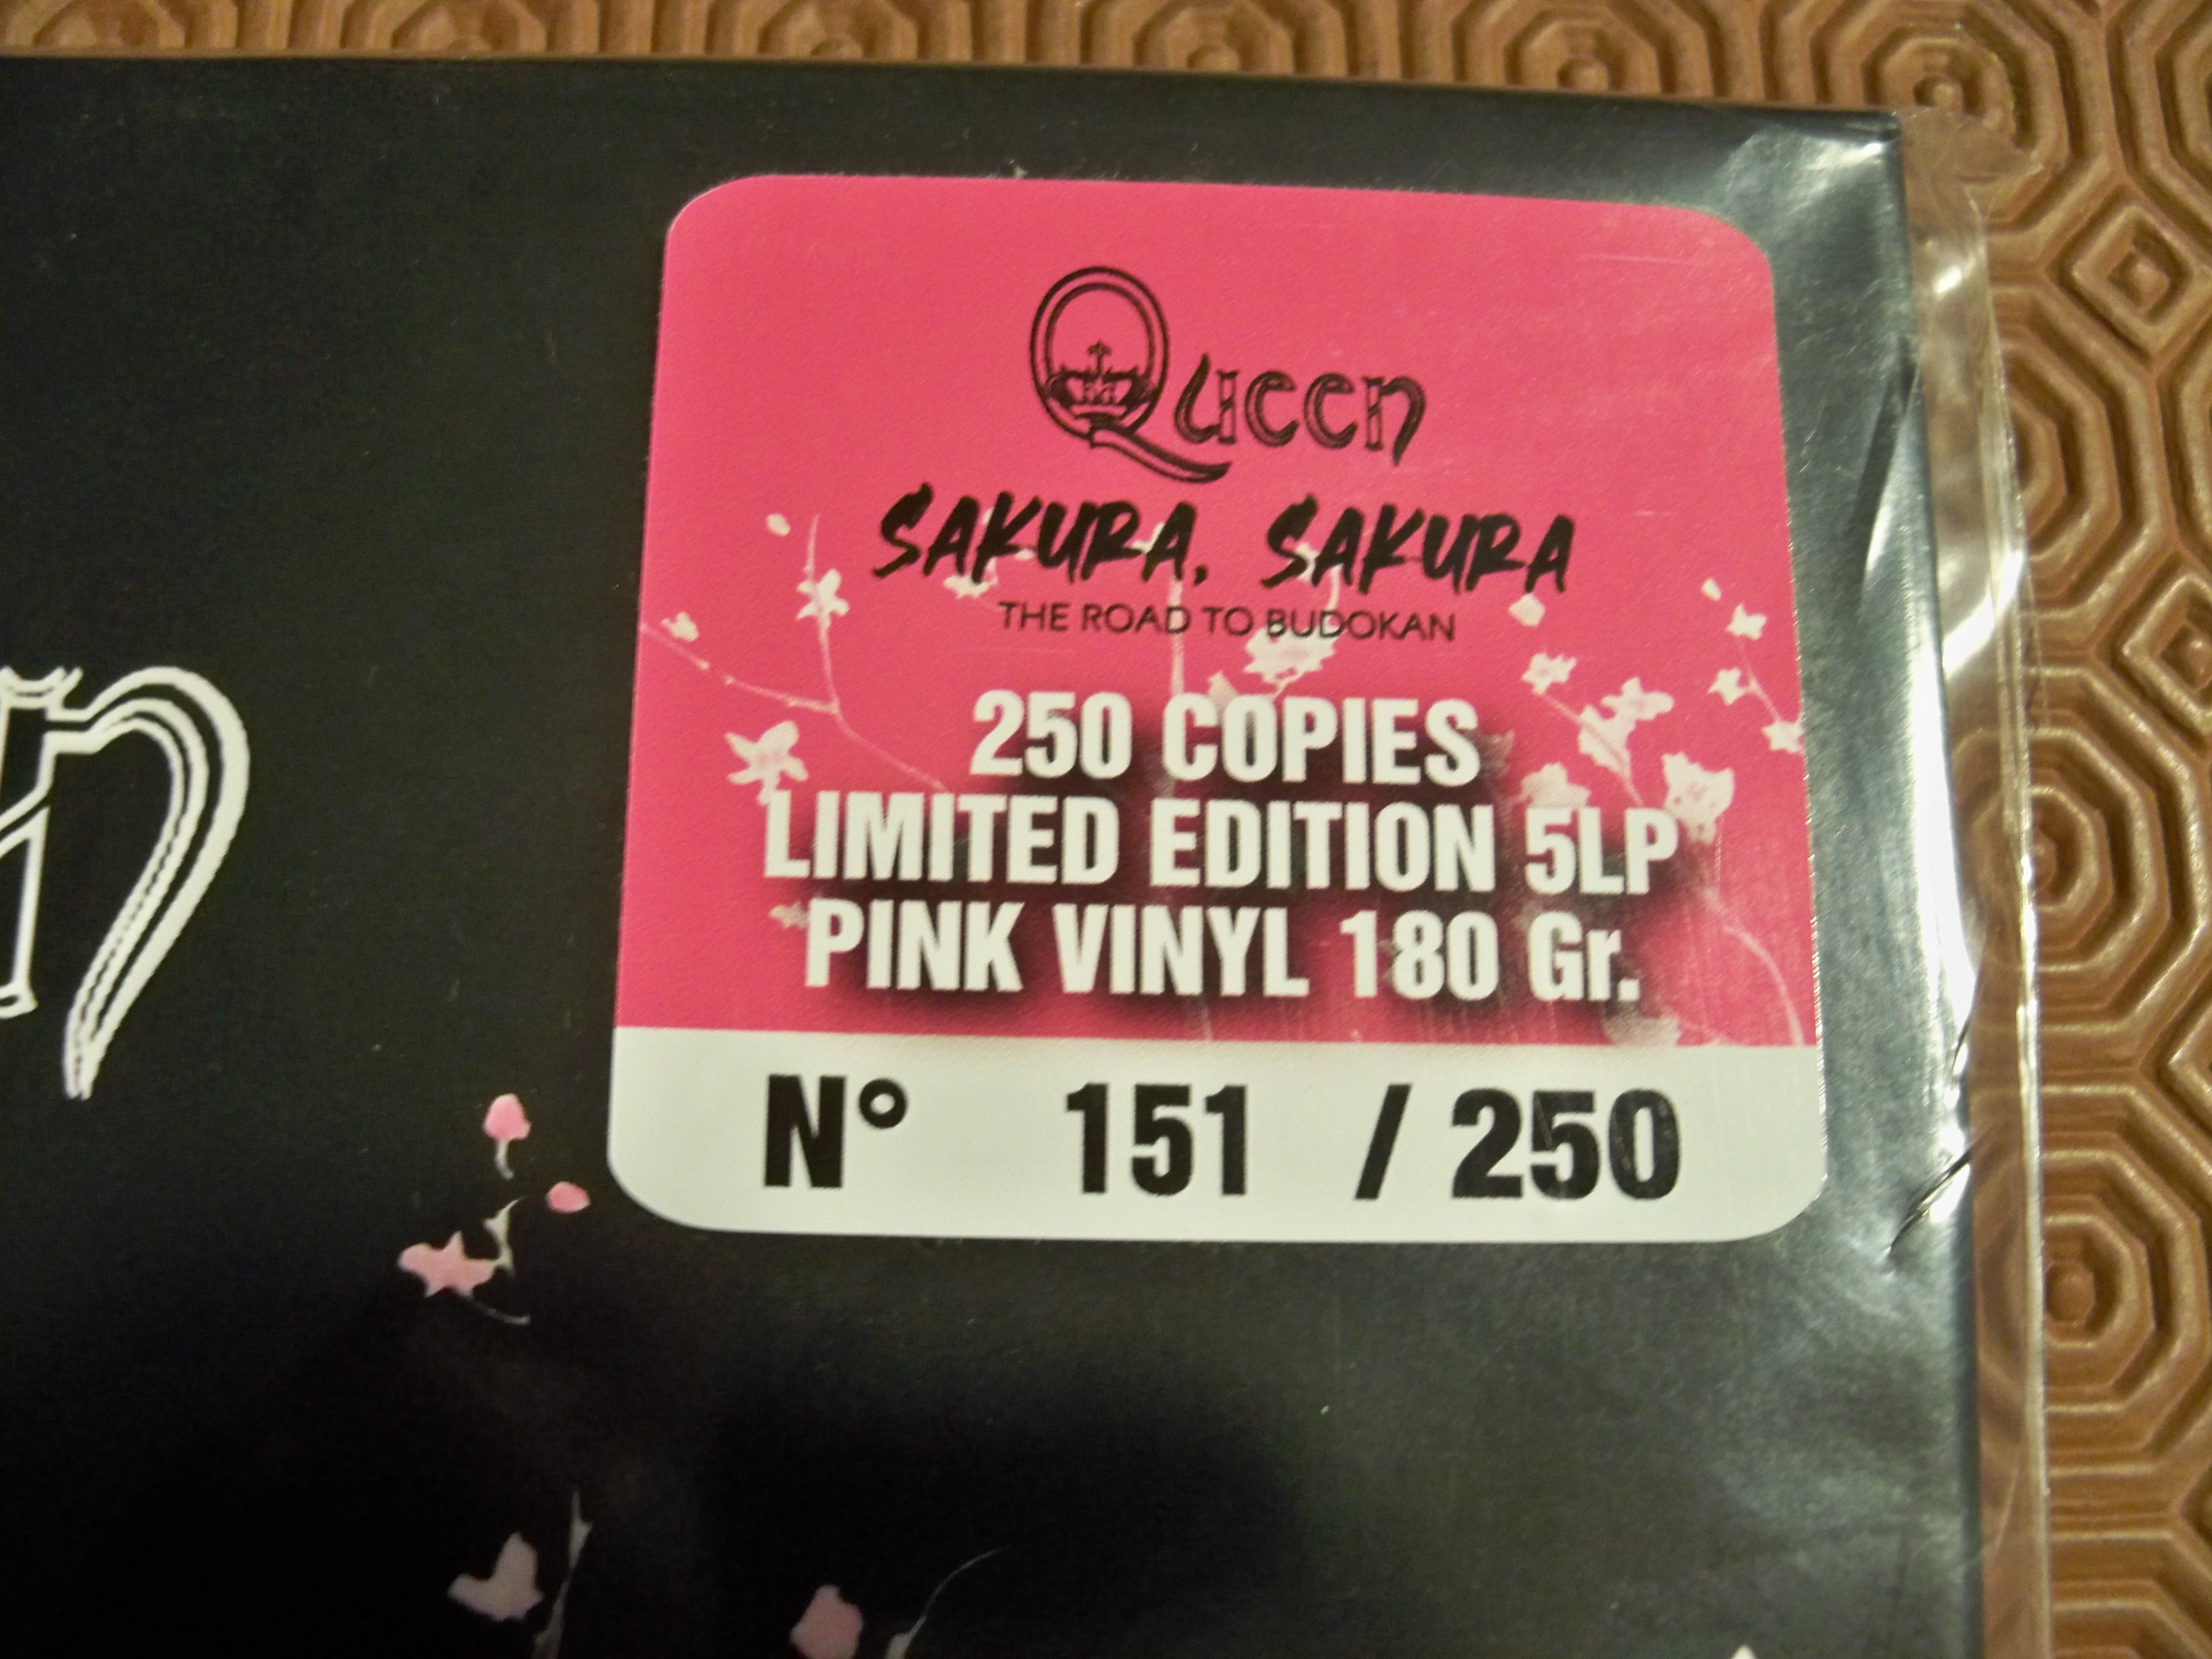 Queen
SAKURA, SAKURA
THE ROAD TO BUDOKAN
250 COPIES
LIMITED EDITION 5LP
PINK VINYL 180 Gr.
N° 151 / 250
n